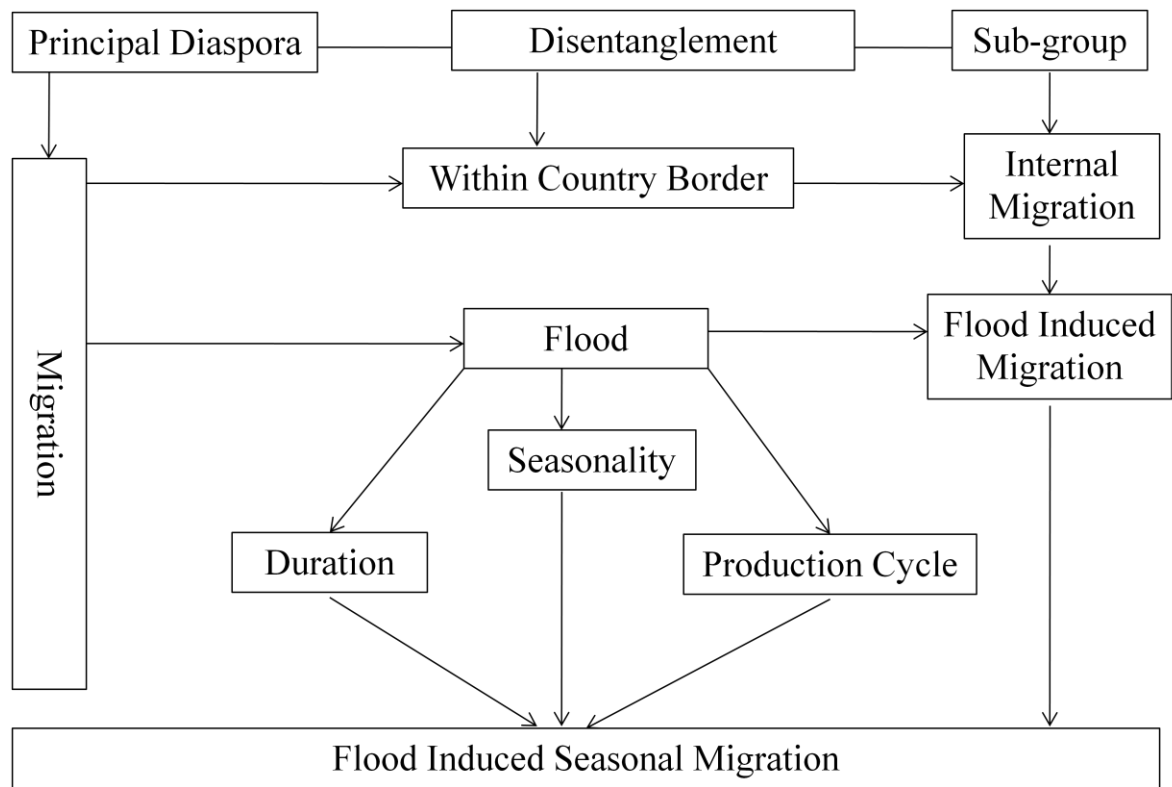 Principal Diaspora
Disentanglement
Sub-group
Within Country Border
Internal
Migration
Migration
Flood
Flood Induced
Migration
Seasonality
Duration
Production Cycle
Flood Induced Seasonal Migration